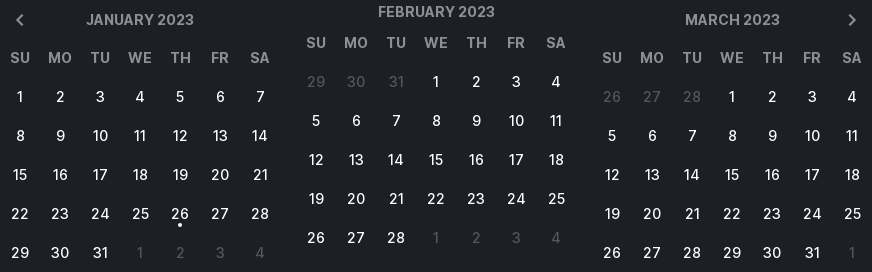 JANUARY 2023
SU MO TU WE TH FR SA
1 2 3 4 5 6 7
8 9 10 11 12 13 14
15 16 17 18 19 20 21
22 23 24 25 26 27 28
29 30 31 1 2 3 4
FEBRUARY 2023
SU MO TU WE TH FR SA
29 30 31 1 2 3 4
5 6 7 8 9 10 11
12 13 14 15 16 17 18
19 20 21 22 23 24 25
26 27 28 1 2 3 4
MARCH 2023
SU MO TU WE TH FR SA
26 27 28 1 2 3 4
5 6 7 8 9 10 11
12 13 14 15 16 17 18
19 20 21 22 23 24 25
26 27 28 29 30 31 1